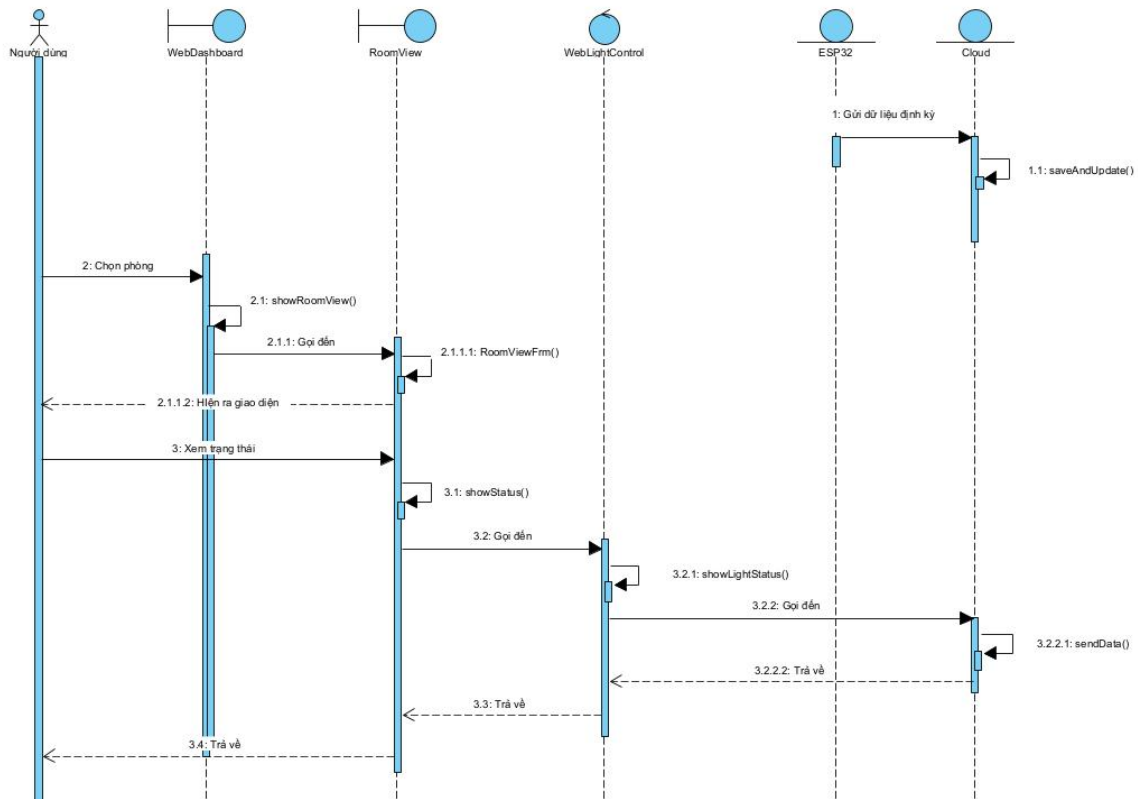 Người dùng
WebDashboard
RoomView
WebLightControl
ESP32
Cloud
1: Gửi dữ liệu định kỳ
1.1: saveAndUpdate()
2: Chọn phòng
2.1: showRoomView()
2.1.1: Gọi đến
2.1.1.1: RoomViewFrm()
2.1.1.2: HIện ra giao diện
3: Xem trạng thái
3.1: showStatus()
3.2: Gọi đến
3.2.1: showLightStatus()
3.2.2: Gọi đến
3.2.2.1: sendData()
3.2.2.2: Trả về
3.3: Trả về
3.4: Trả về